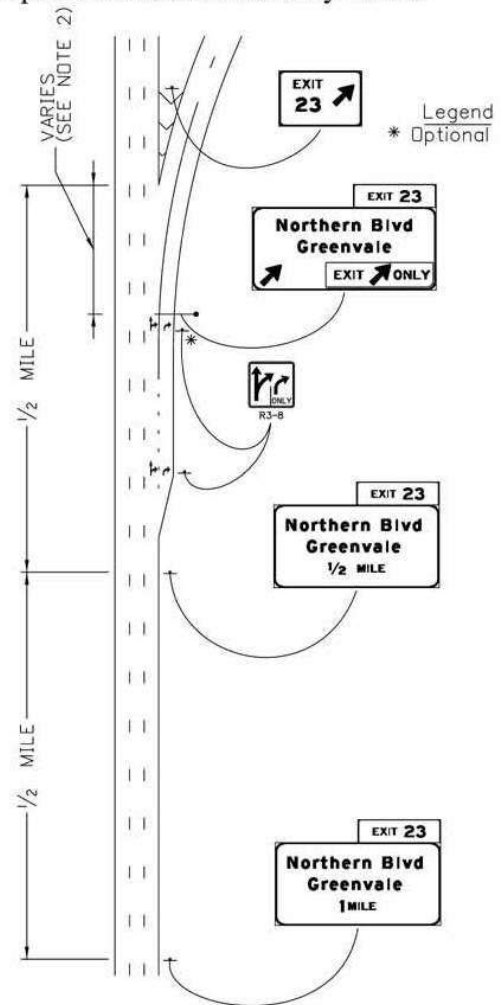 VARIES
(SEE NOTE 2)
EXIT
23
Legend
* Optional
EXIT 23
Northern Blvd
Greenvale
EXIT ONLY
*
1/2 MILE
ONLY
R3-8
EXIT 23
Northern Blvd
Greenvale
1/2 MILE
1/2 MILE
EXIT 23
Northern Blvd
Greenvale
1 MILE